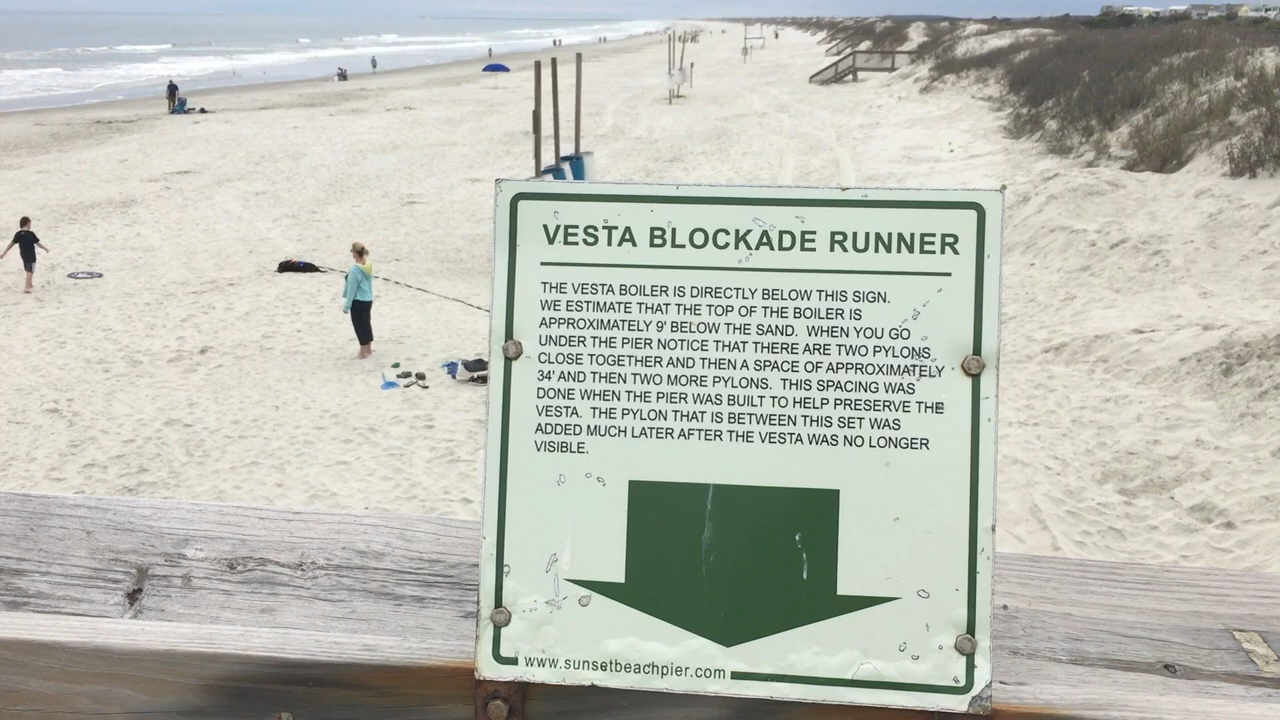 VESTA BLOCKADE RUNNER
THE VESTA BOILER IS DIRECTLY BELOW THIS SIGN.
WE ESTIMATE THAT THE TOP OF THE BOILER IS
APPROXIMATELY 9' BELOW THE SAND. WHEN YOU GO
UNDER THE PIER NOTICE THAT THERE ARE TWO PYLONS
CLOSE TOGETHER AND THEN A SPACE OF APPROXIMATELY
34' AND THEN TWO MORE PYLONS. THIS SPACING WAS
DONE WHEN THE PIER WAS BUILT TO HELP PRESERVE THE
VESTA. THE PYLON THAT IS BETWEEN THIS SET WAS
ADDED MUCH LATER AFTER THE VESTA WAS NO LONGER
VISIBLE.
www.sunsetbeachpier.com